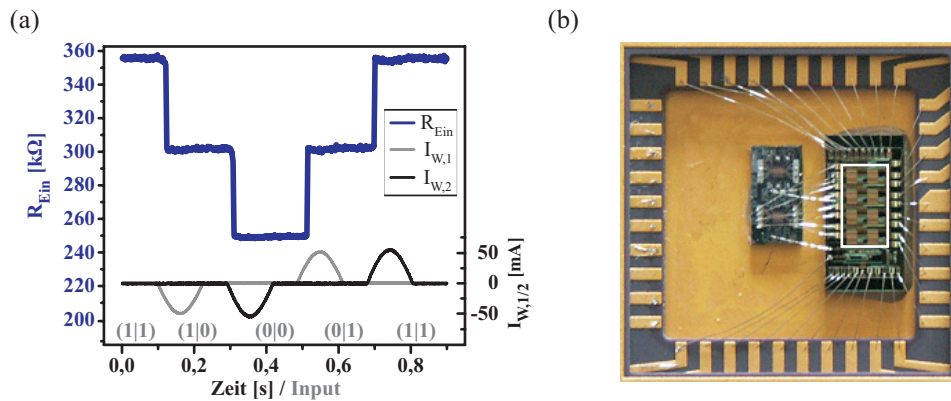 (a)
(b)
360
340
320
300
280
260
240
220
200
R_Ein [kΩ]
R_Ein
I_W,1
I_W,2
50
0
-50
I_W,1/2 [mA]
(1|1) (1|0) (0|0) (0|1) (1|1)
0,0 0,2 0,4 0,6 0,8
Zeit [s] / Input